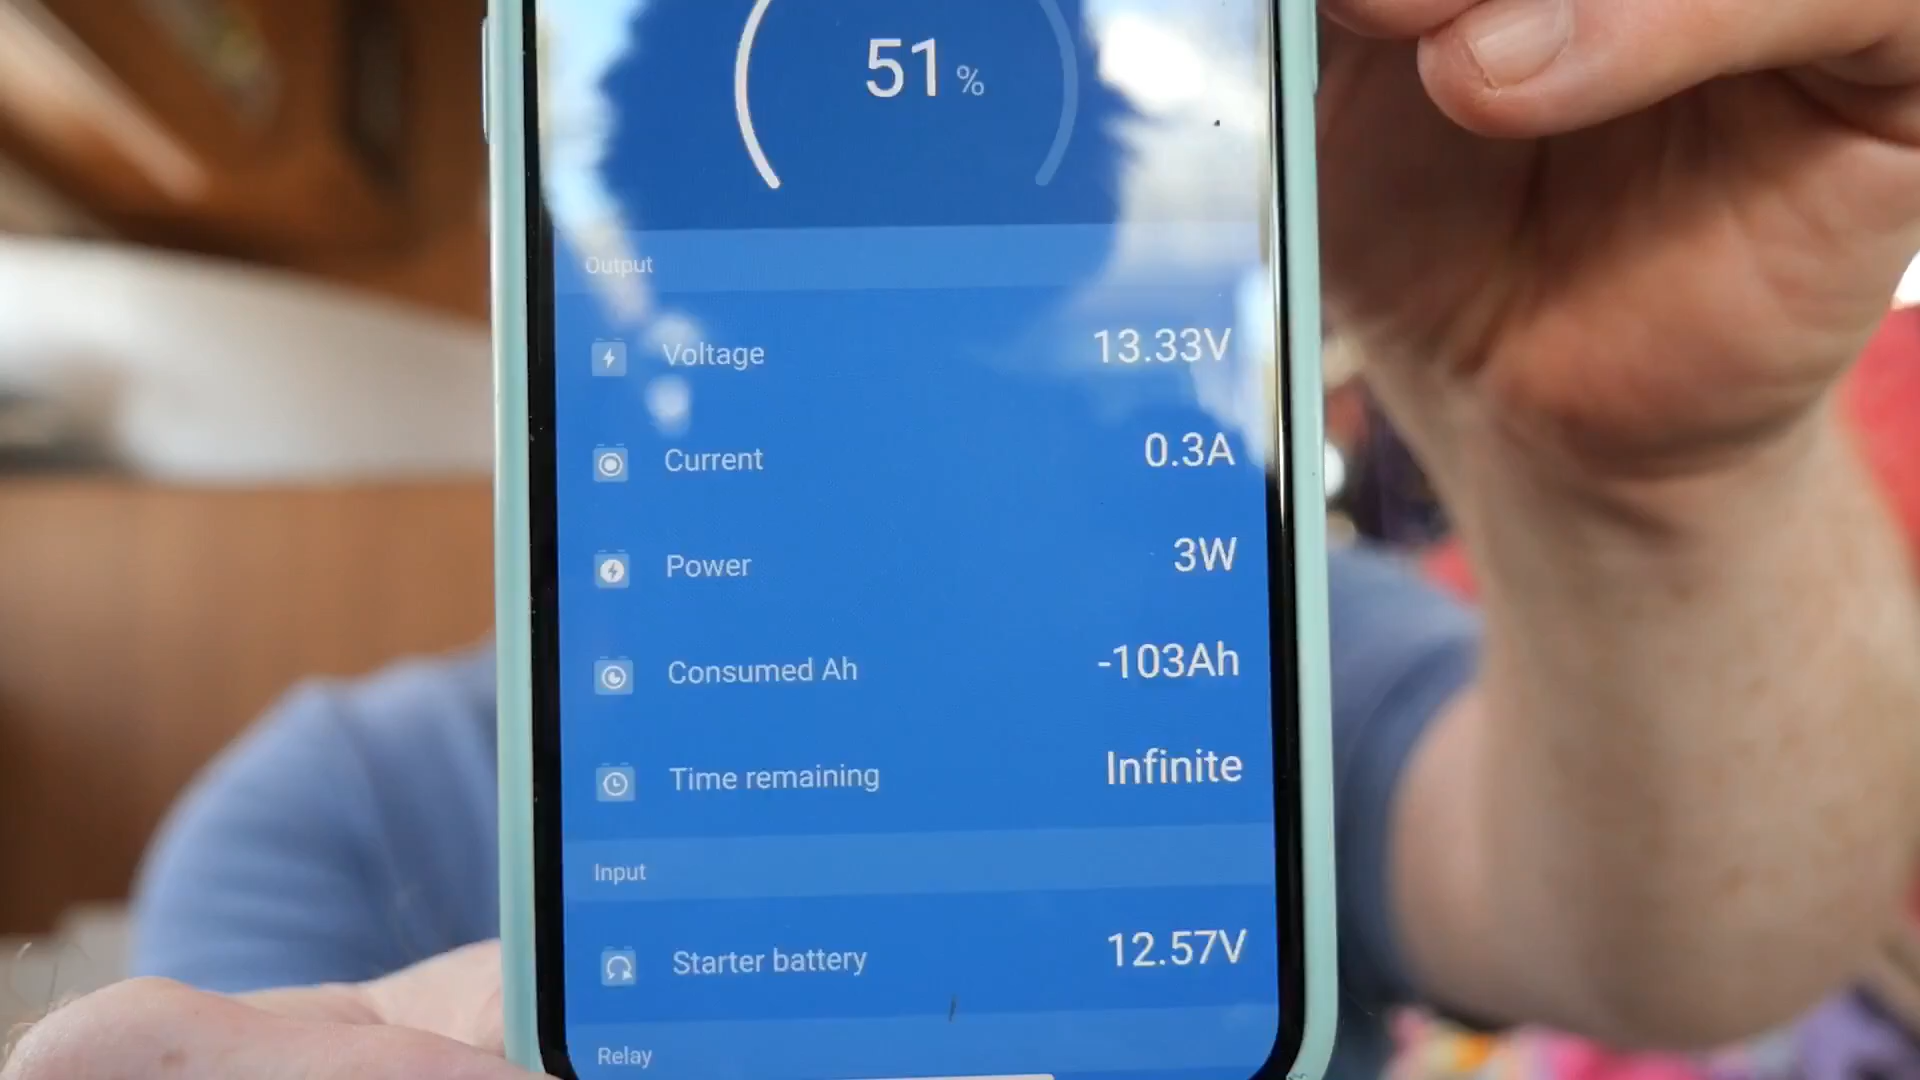 51 %
Output
Voltage 13.33V
Current 0.3A
Power 3W
Consumed Ah -103Ah
Time remaining Infinite
Input
Starter battery 12.57V
Relay